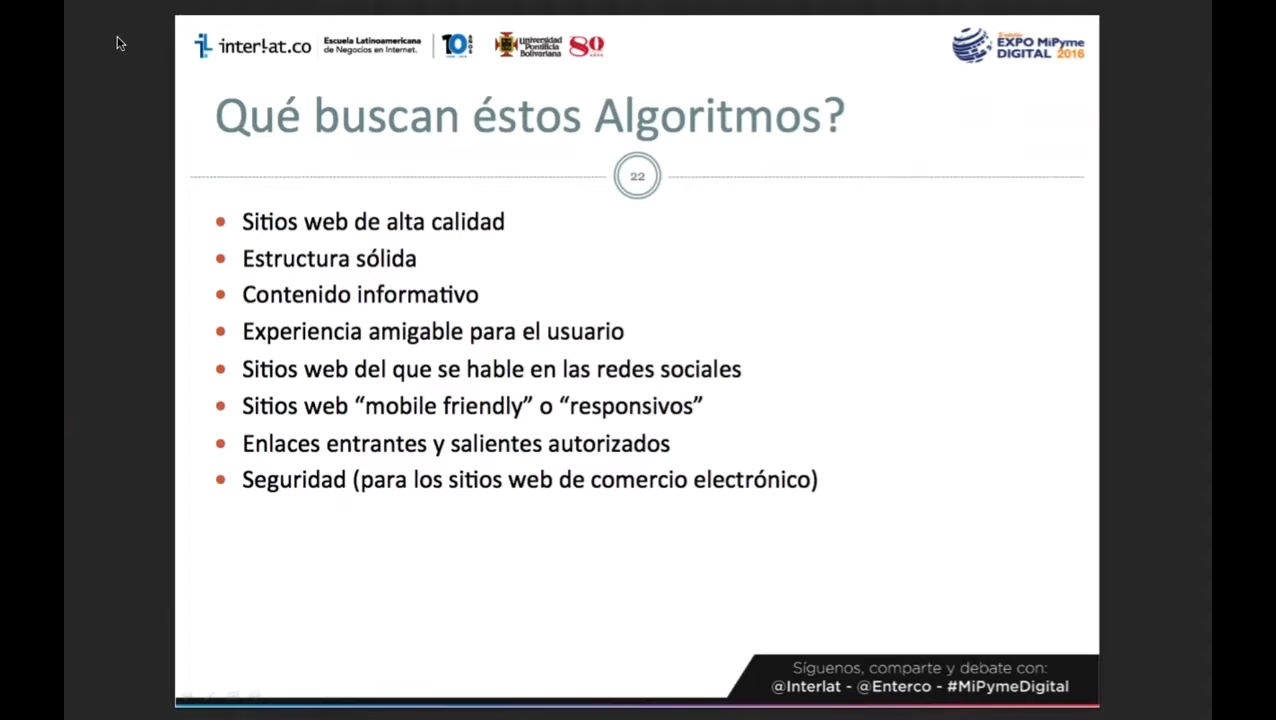 interlat.co
Escuela Latinoamericana
de Negocios en Internet.
10 AÑOS
Universidad
Pontificia
Bolivariana
80
EXPO MiPyme
DIGITAL 2016
Qué buscan éstos Algoritmos?
22
• Sitios web de alta calidad
• Estructura sólida
• Contenido informativo
• Experiencia amigable para el usuario
• Sitios web del que se hable en las redes sociales
• Sitios web “mobile friendly” o “responsivos”
• Enlaces entrantes y salientes autorizados
• Seguridad (para los sitios web de comercio electrónico)
Síguenos, comparte y debate con:
@Interlat - @Enterco - #MiPymeDigital